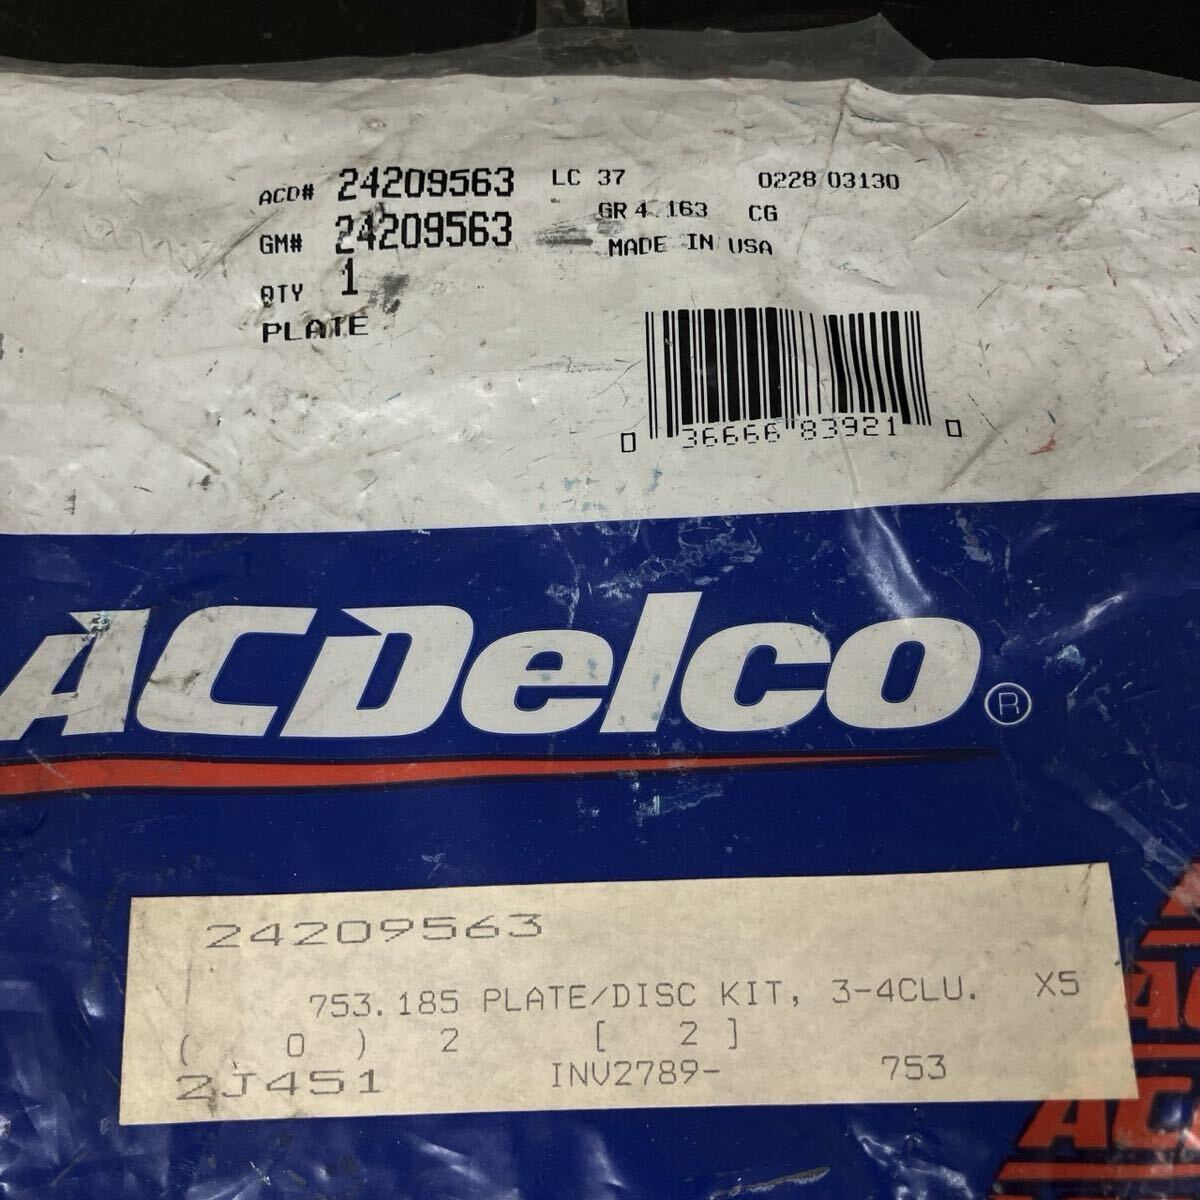 ACD# 24209563 LC 37 0228 03130
GM# 24209563 GR 4.163 CG
MADE IN USA
QTY 1
PLATE
0 36666 83921 0
ACDelco®
24209563
753.185 PLATE/DISC KIT, 3-4CLU. X5
( 0 ) 2 [ 2 ]
2J451 INV2789- 753
AC
AC